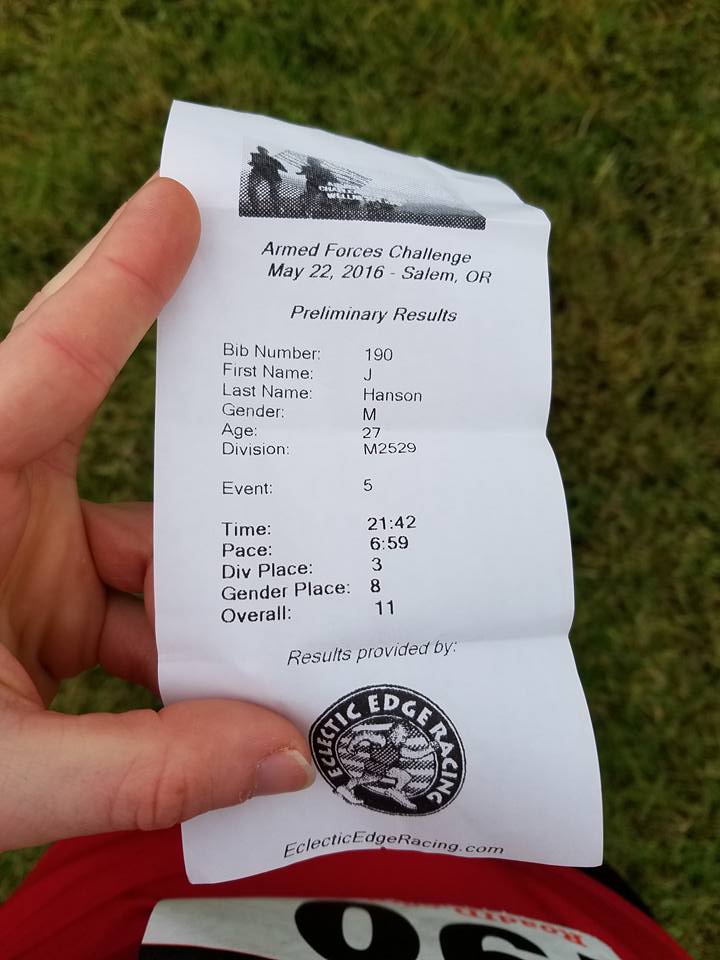 Armed Forces Challenge
May 22, 2016 - Salem, OR
Preliminary Results
Bib Number: 190
First Name: J
Last Name: Hanson
Gender: M
Age: 27
Division: M2529
Event: 5
Time: 21:42
Pace: 6:59
Div Place: 3
Gender Place: 8
Overall: 11
Results provided by:
ECLECTIC EDGE RACING
EclecticEdgeRacing.com